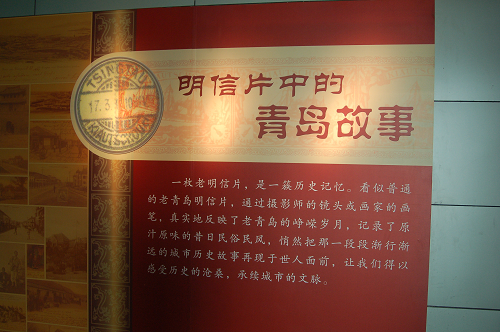 明信片中的
青岛故事
TSINGTAU
17.3.
KIAUTSCHOU
一枚老明信片，是一簇历史记忆。看似普通
的老青岛明信片，通过摄影师的镜头或画家的画
笔，真实地反映了老青岛的峥嵘岁月，记录了原
汁原味的昔日民俗民风，悄然把那一段段渐行渐
远的城市历史故事再现于世人面前，让我们得以
感受历史的沧桑，承续城市的文脉。